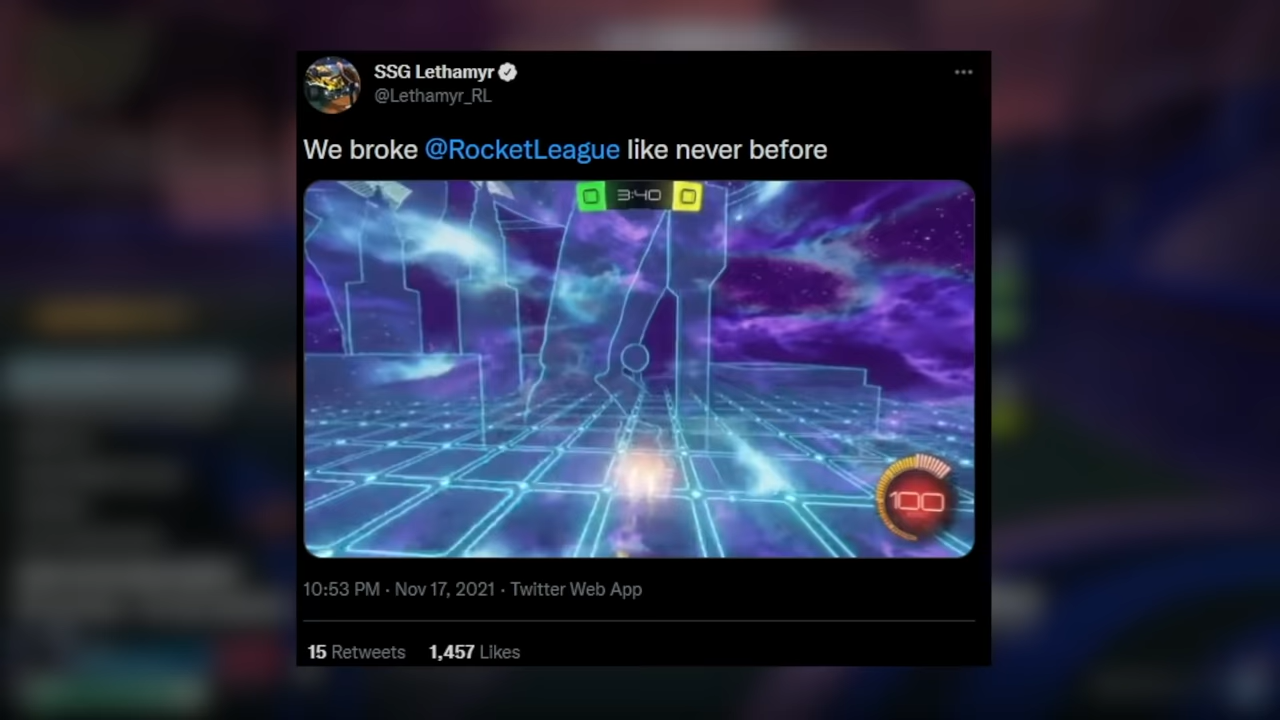 SSG Lethamyr
@Lethamyr_RL
We broke @RocketLeague like never before
0 3:40 0
100
10:53 PM · Nov 17, 2021 · Twitter Web App
15 Retweets 1,457 Likes